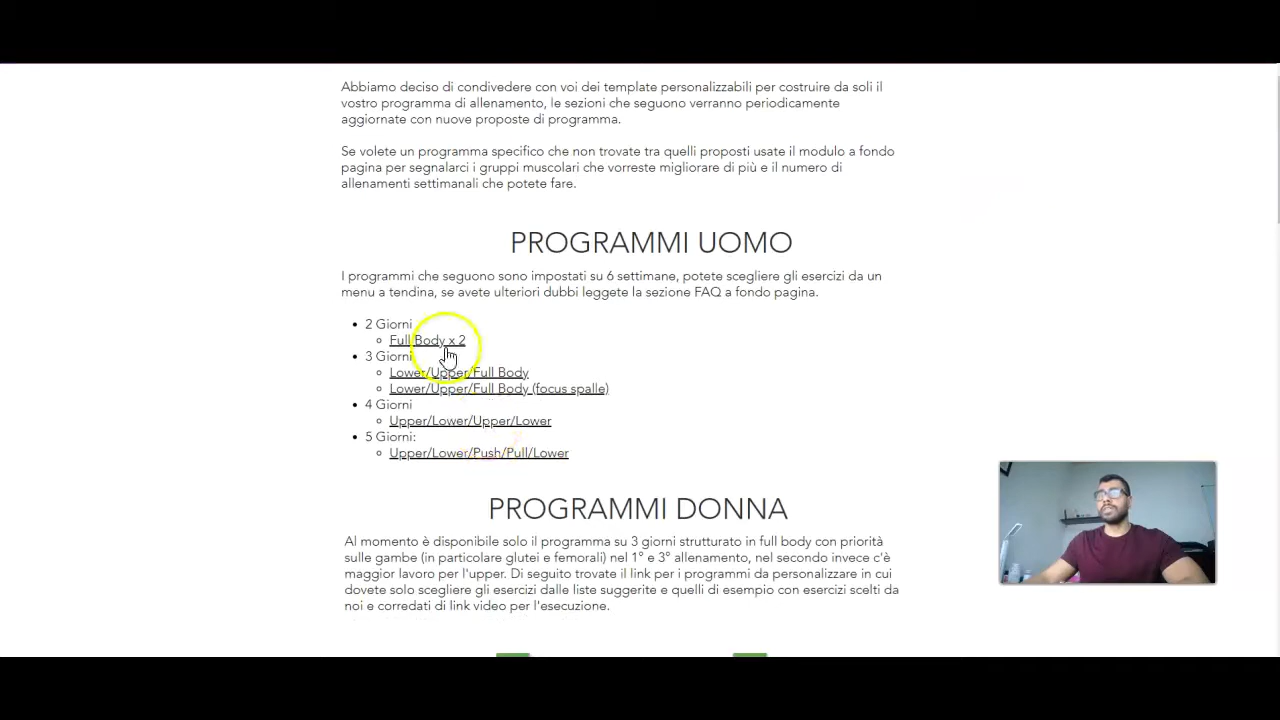 Abbiamo deciso di condivedere con voi dei template personalizzabili per costruire da soli il
vostro programma di allenamento, le sezioni che seguono verranno periodicamente
aggiornate con nuove proposte di programma.
Se volete un programma specifico che non trovate tra quelli proposti usate il modulo a fondo
pagina per segnalarci i gruppi muscolari che vorreste migliorare di più e il numero di
allenamenti settimanali che potete fare.
PROGRAMMI UOMO
I programmi che seguono sono impostati su 6 settimane, potete scegliere gli esercizi da un
menu a tendina, se avete ulteriori dubbi leggete la sezione FAQ a fondo pagina.
• 2 Giorni
◦ Full Body x 2
• 3 Giorni
◦ Lower/Upper/Full Body
◦ Lower/Upper/Full Body (focus spalle)
• 4 Giorni
◦ Upper/Lower/Upper/Lower
• 5 Giorni:
◦ Upper/Lower/Push/Pull/Lower
PROGRAMMI DONNA
Al momento è disponibile solo il programma su 3 giorni strutturato in full body con priorità
sulle gambe (in particolare glutei e femorali) nel 1° e 3° allenamento, nel secondo invece c'è
maggior lavoro per l'upper. Di seguito trovate il link per i programmi da personalizzare in cui
dovete solo scegliere gli esercizi dalle liste suggerite e quelli di esempio con esercizi scelti da
noi e corredati di link video per l'esecuzione.